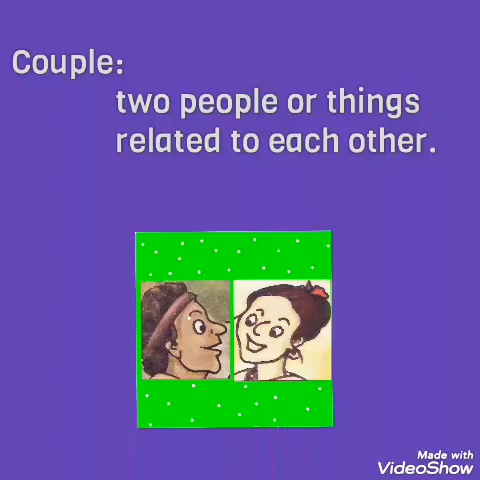 Couple:
two people or things
related to each other.
Made with
VideoShow